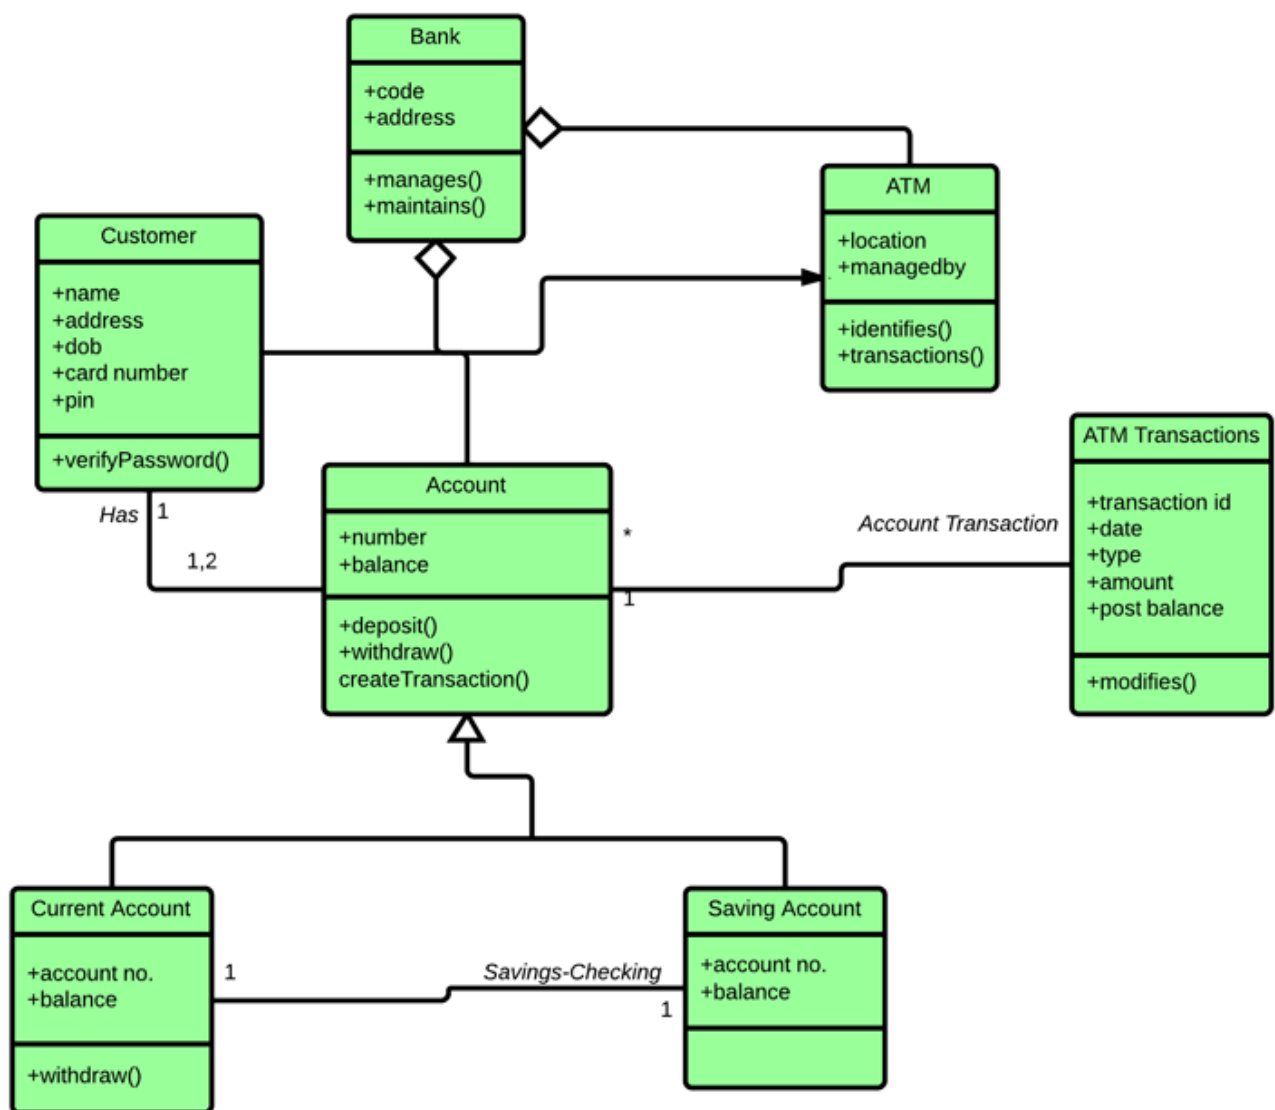 Bank
+code
+address
+manages()
+maintains()
ATM
+location
+managedby
+identifies()
+transactions()
Customer
+name
+address
+dob
+card number
+pin
+verifyPassword()
Has
1
1,2
Account
+number
+balance
+deposit()
+withdraw()
createTransaction()
*
1
Account Transaction
ATM Transactions
+transaction id
+date
+type
+amount
+post balance
+modifies()
Current Account
+account no.
+balance
+withdraw()
1
Savings-Checking
1
Saving Account
+account no.
+balance